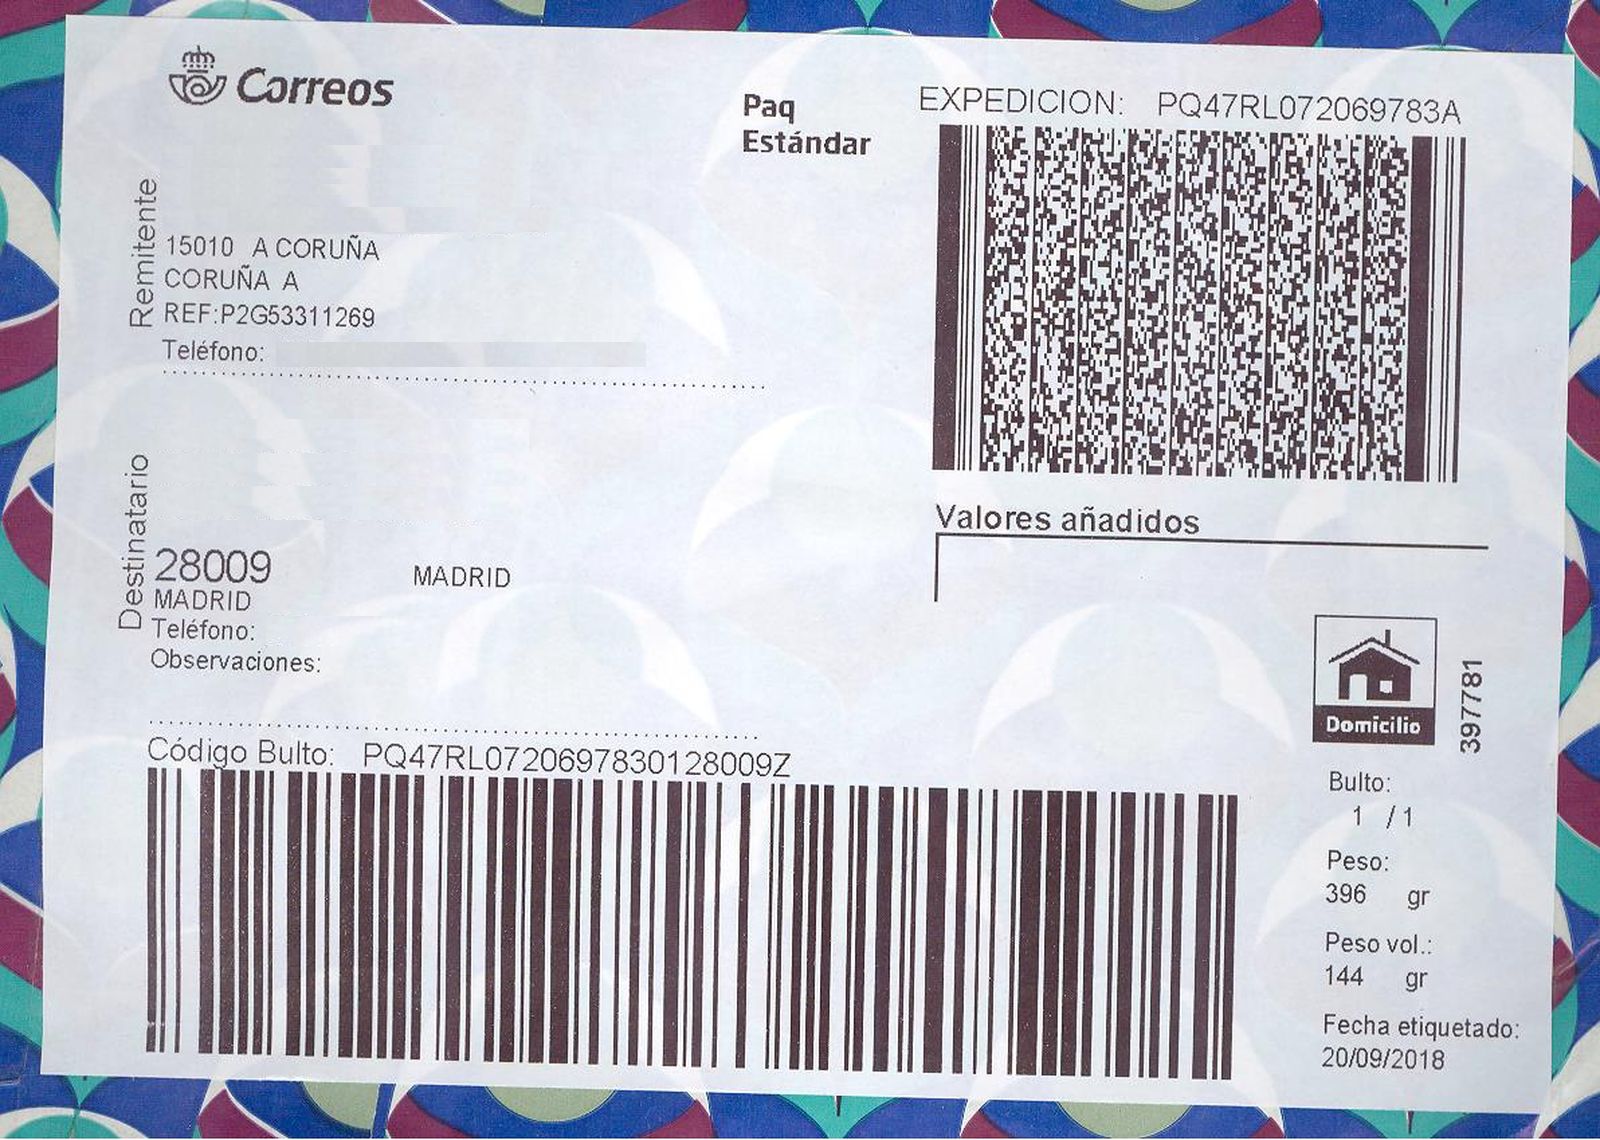 Correos
Paq
Estándar
EXPEDICION: PQ47RL072069783A
Remitente
15010 A CORUÑA
CORUÑA A
REF:P2G53311269
Teléfono:
Valores añadidos
Destinatario
28009 MADRID
MADRID
Teléfono:
Observaciones:
Domicilio
397781
Código Bulto: PQ47RL0720697830128009Z
Bulto:
1 / 1
Peso:
396 gr
Peso vol.:
144 gr
Fecha etiquetado:
20/09/2018